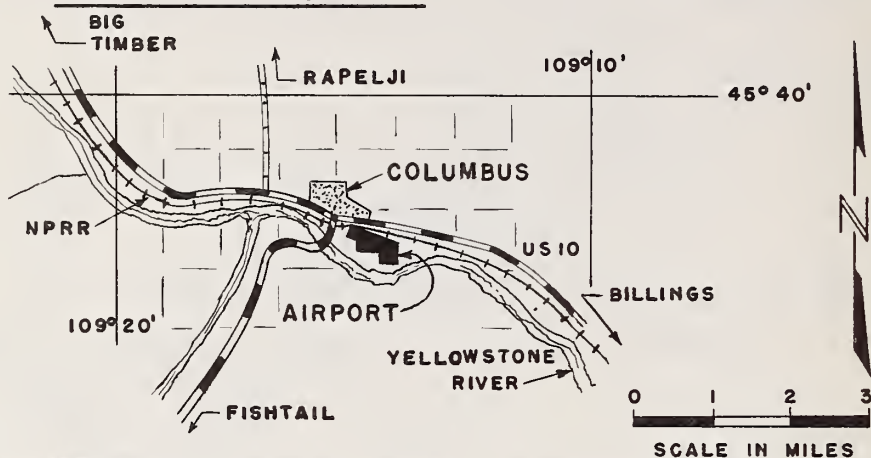 BIG
TIMBER
RAPELJI
109° 10'
45° 40'
COLUMBUS
NPRR
US 10
N
BILLINGS
AIRPORT
109° 20'
YELLOWSTONE
RIVER
FISHTAIL
0 1 2 3
SCALE IN MILES